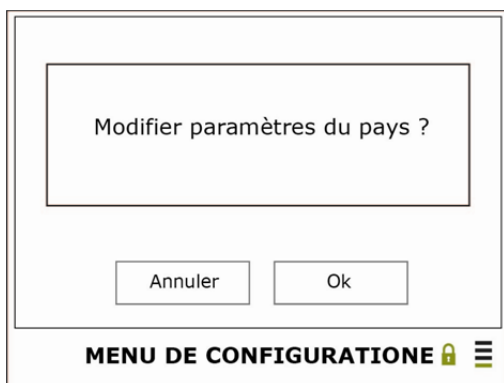 Modifier paramètres du pays ?
Annuler Ok
MENU DE CONFIGURATIONE